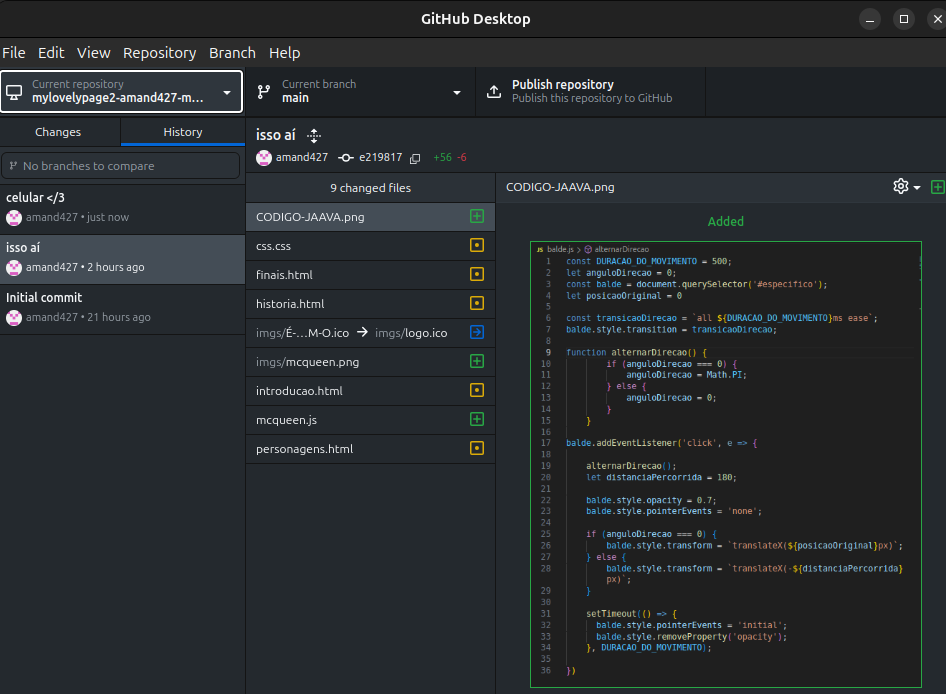 GitHub Desktop
File Edit View Repository Branch Help
Current repository
mylovelypage2-amand427-m...
Current branch
main
Publish repository
Publish this repository to GitHub
Changes
History
No branches to compare
celular </3
amand427 • just now
isso aí
amand427 • 2 hours ago
Initial commit
amand427 • 21 hours ago
isso aí
amand427 e219817 +56 -6
9 changed files
CODIGO-JAAVA.png
css.css
finais.html
historia.html
imgs/É-...M-O.ico → imgs/logo.ico
imgs/mcqueen.png
introducao.html
mcqueen.js
personagens.html
CODIGO-JAAVA.png
Added
JS balde.js > alternarDirecao
1 const DURACAO_DO_MOVIMENTO = 500;
2 let anguloDirecao = 0;
3 const balde = document.querySelector('#especifico');
4 let posicaoOriginal = 0
5
6 const transicaoDirecao = `all ${DURACAO_DO_MOVIMENTO}ms ease`;
7 balde.style.transition = transicaoDirecao;
8
9 function alternarDirecao() {
10 if (anguloDirecao === 0) {
11 anguloDirecao = Math.PI;
12 } else {
13 anguloDirecao = 0;
14 }
15 }
16
17 balde.addEventListener('click', e => {
18
19 alternarDirecao();
20 let distanciaPercorrida = 180;
21
22 balde.style.opacity = 0.7;
23 balde.style.pointerEvents = 'none';
24
25 if (anguloDirecao === 0) {
26 balde.style.transform = `translateX(${posicaoOriginal}px)`;
27 } else {
28 balde.style.transform = `translateX(-${distanciaPercorrida}
px)`;
29 }
30
31 setTimeout(() => {
32 balde.style.pointerEvents = 'initial';
33 balde.style.removeProperty('opacity');
34 }, DURACAO_DO_MOVIMENTO);
35
36 })